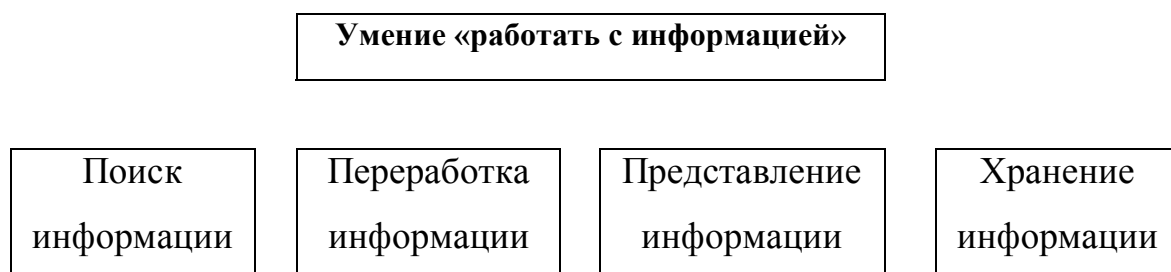 Умение «работать с информацией»
Поиск
информации
Переработка
информации
Представление
информации
Хранение
информации